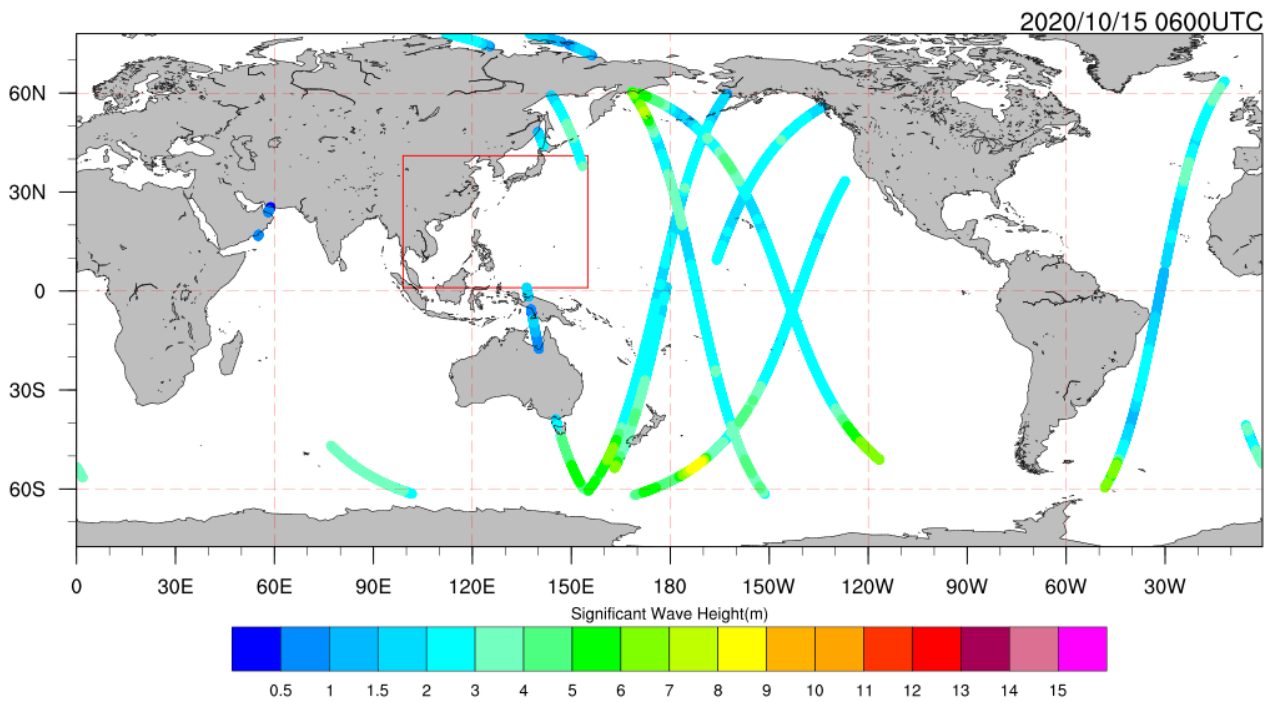 2020/10/15 0600UTC
60N
30N
0
30S
60S
0 30E 60E 90E 120E 150E 180 150W 120W 90W 60W 30W
Significant Wave Height(m)
0.5 1 1.5 2 3 4 5 6 7 8 9 10 11 12 13 14 15